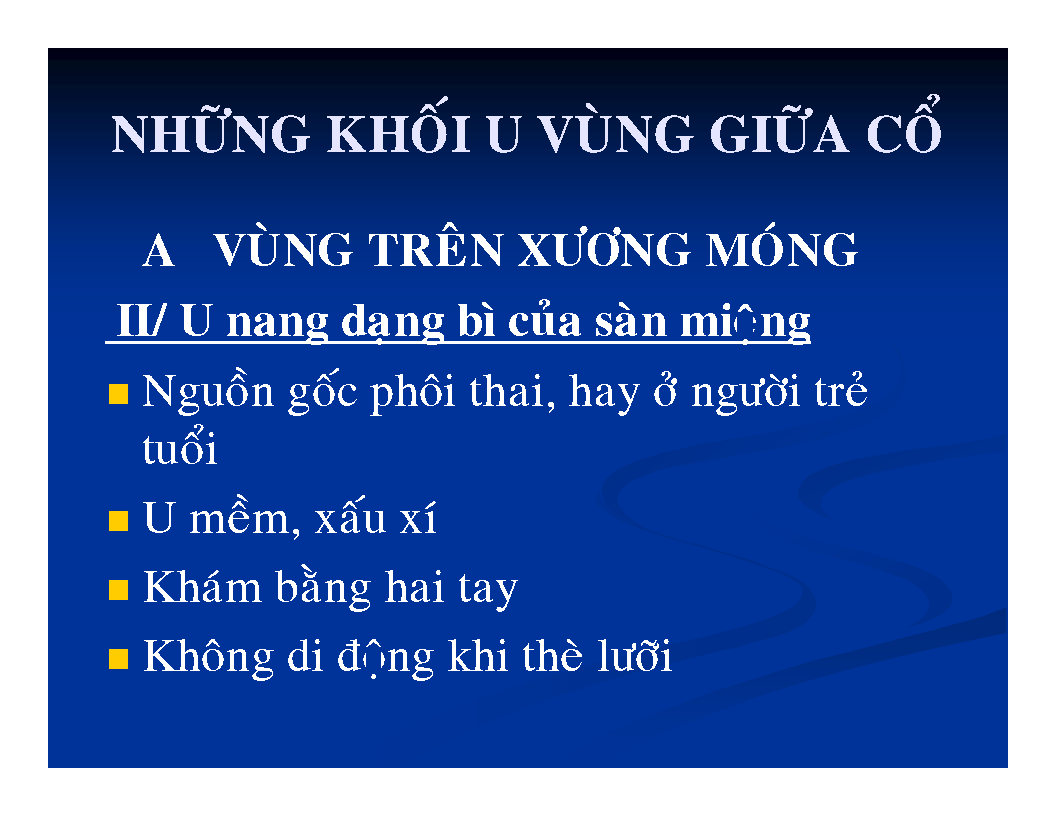 NHỮNG KHỐI U VÙNG GIỮA CỔ
A VÙNG TRÊN XƯƠNG MÓNG
II/ U nang dạng bì của sàn miệng
Nguồn gốc phôi thai, hay ở người trẻ
tuổi
U mềm, xấu xí
Khám bằng hai tay
Không di động khi thè lưỡi